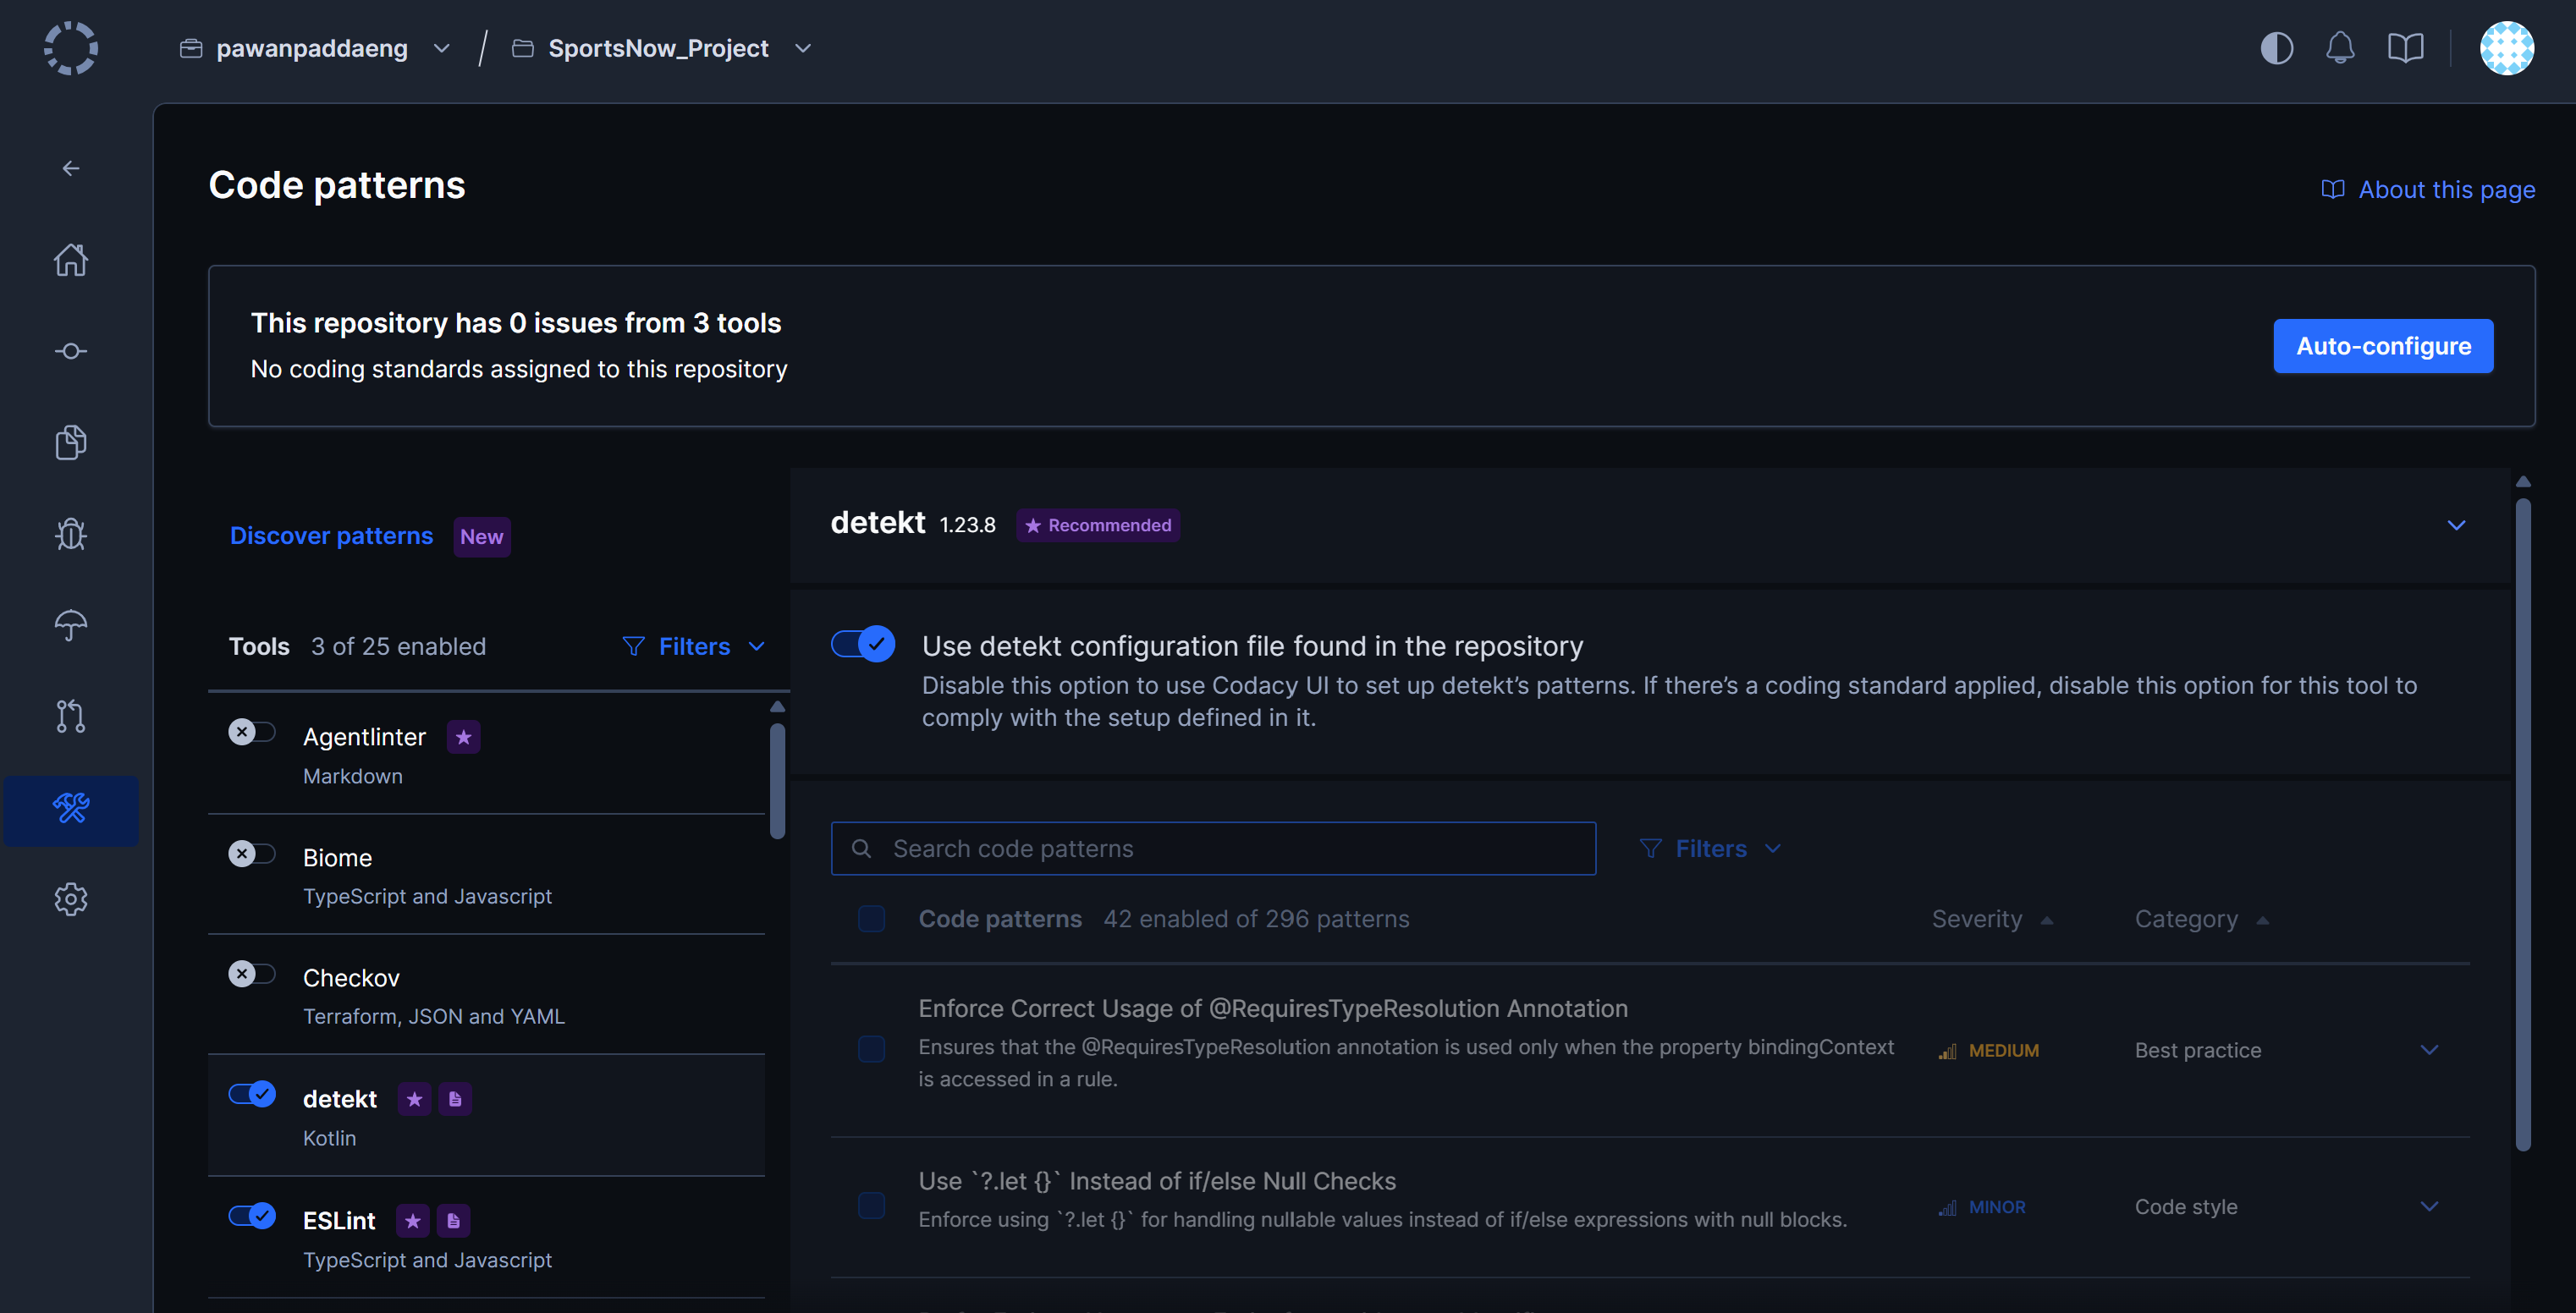 pawanpaddaeng / SportsNow_Project
Code patterns
About this page
This repository has 0 issues from 3 tools
No coding standards assigned to this repository
Auto-configure
Discover patterns New
Tools 3 of 25 enabled Filters
Agentlinter
Markdown
Biome
TypeScript and Javascript
Checkov
Terraform, JSON and YAML
detekt
Kotlin
ESLint
TypeScript and Javascript
detekt 1.23.8 Recommended
Use detekt configuration file found in the repository
Disable this option to use Codacy UI to set up detekt’s patterns. If there’s a coding standard applied, disable this option for this tool to
comply with the setup defined in it.
Search code patterns Filters
Code patterns 42 enabled of 296 patterns Severity Category
Enforce Correct Usage of @RequiresTypeResolution Annotation
Ensures that the @RequiresTypeResolution annotation is used only when the property bindingContext
is accessed in a rule.
MEDIUM Best practice
Use `?.let {}` Instead of if/else Null Checks
Enforce using `?.let {}` for handling nullable values instead of if/else expressions with null blocks.
MINOR Code style